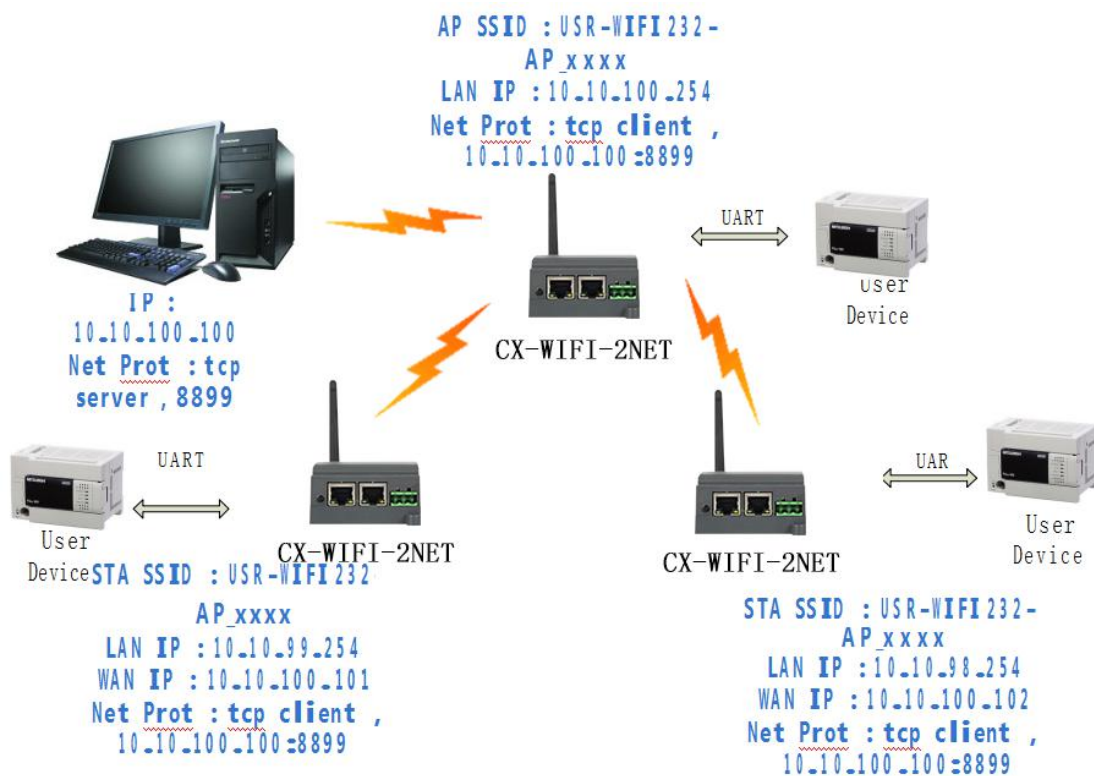 AP SSID : USR-WIFI232-
AP_xxxx
LAN IP : 10.10.100.254
Net Prot : tcp client ,
10.10.100.100:8899
UART
User
Device
CX-WIFI-2NET
IP :
10.10.100.100
Net Prot : tcp
server , 8899
UART
User
Device
CX-WIFI-2NET
STA SSID : USR-WIFI232
AP_xxxx
LAN IP : 10.10.99.254
WAN IP : 10.10.100.101
Net Prot : tcp client ,
10.10.100.100:8899
UAR
User
Device
CX-WIFI-2NET
STA SSID : USR-WIFI232-
AP_xxxx
LAN IP : 10.10.98.254
WAN IP : 10.10.100.102
Net Prot : tcp client ,
10.10.100.100:8899